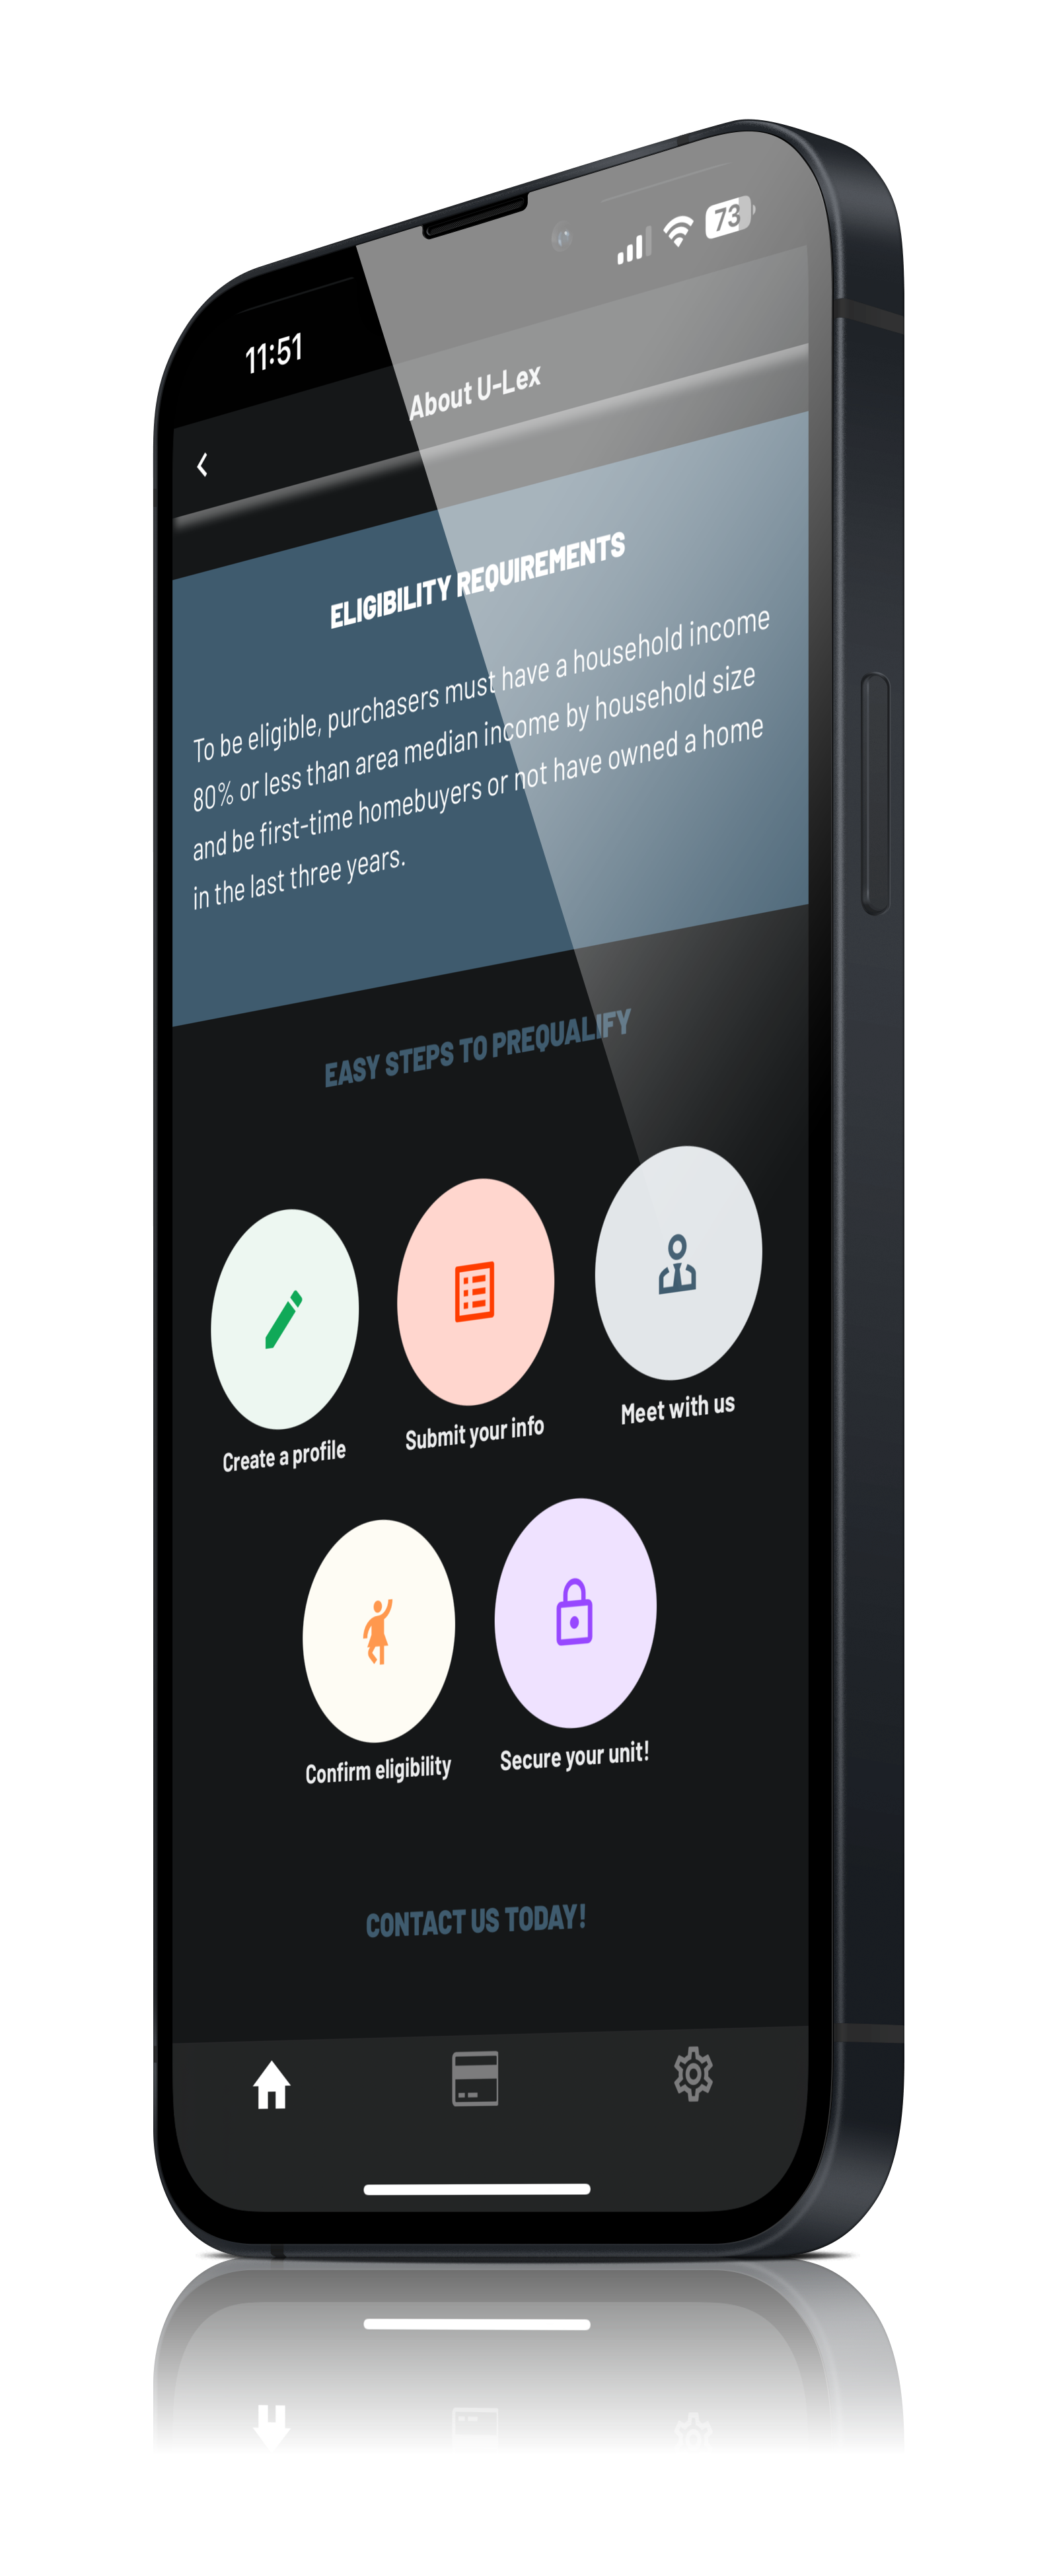 11:51
73
About U-Lex
ELIGIBILITY REQUIREMENTS
To be eligible, purchasers must have a household income
80% or less than area median income by household size
and be first-time homebuyers or not have owned a home
in the last three years.
EASY STEPS TO PREQUALIFY
Create a profile
Submit your info
Meet with us
Confirm eligibility
Secure your unit!
CONTACT US TODAY!